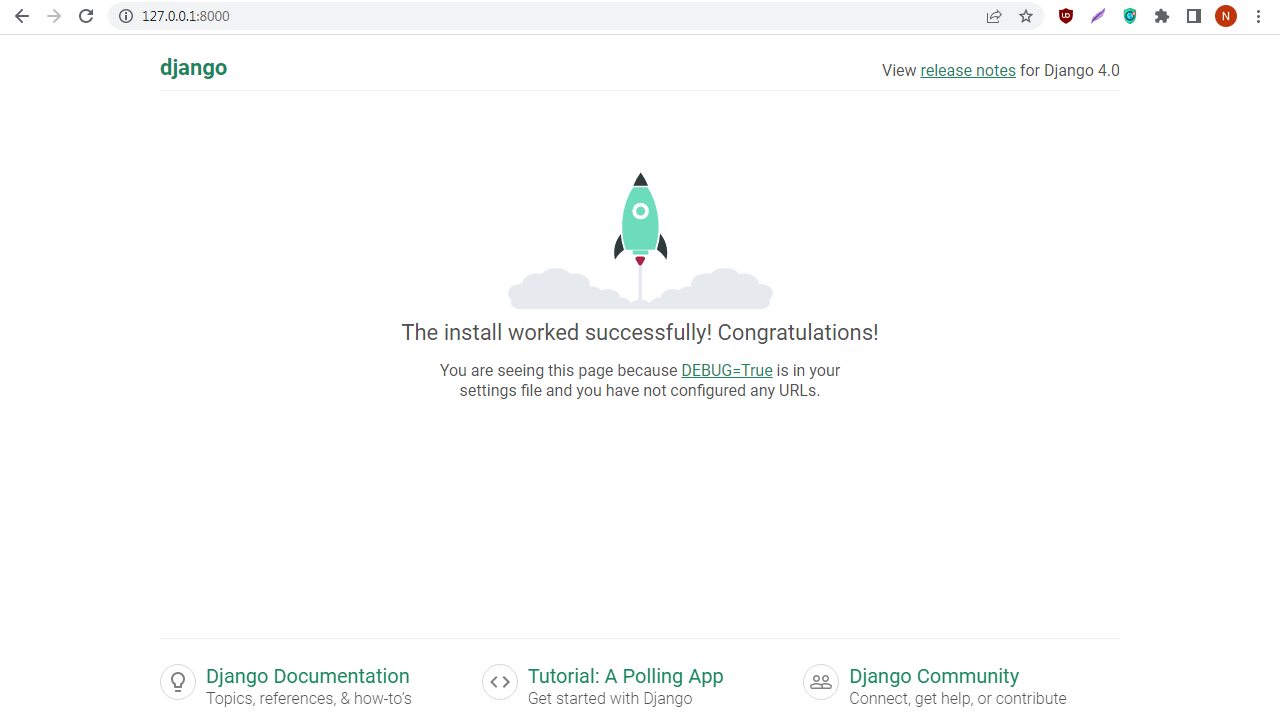 127.0.0.1:8000
N
django
View release notes for Django 4.0
The install worked successfully! Congratulations!
You are seeing this page because DEBUG=True is in your
settings file and you have not configured any URLs.
Django Documentation
Topics, references, & how-to’s
Tutorial: A Polling App
Get started with Django
Django Community
Connect, get help, or contribute